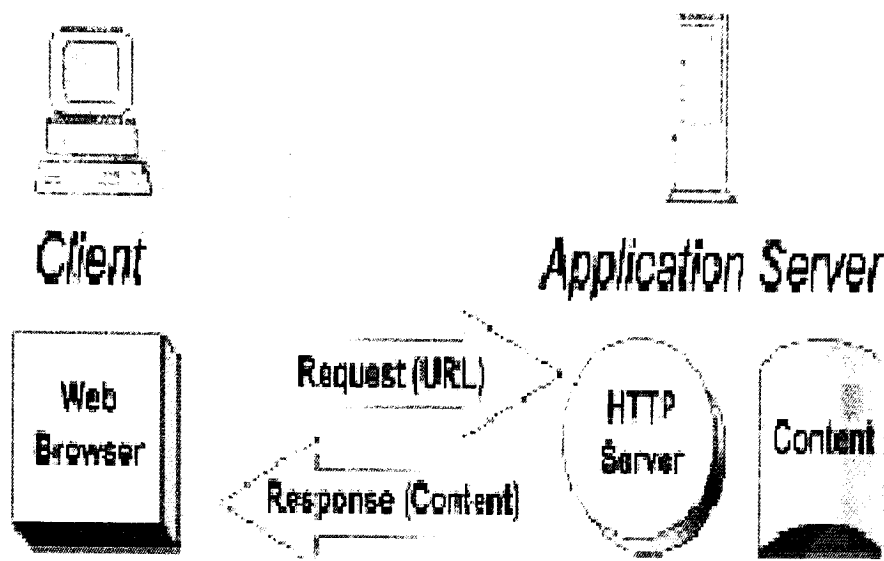 Client
Application Server
Web
Browser
Request (URL)
Response (Content)
HTTP
Server
Content